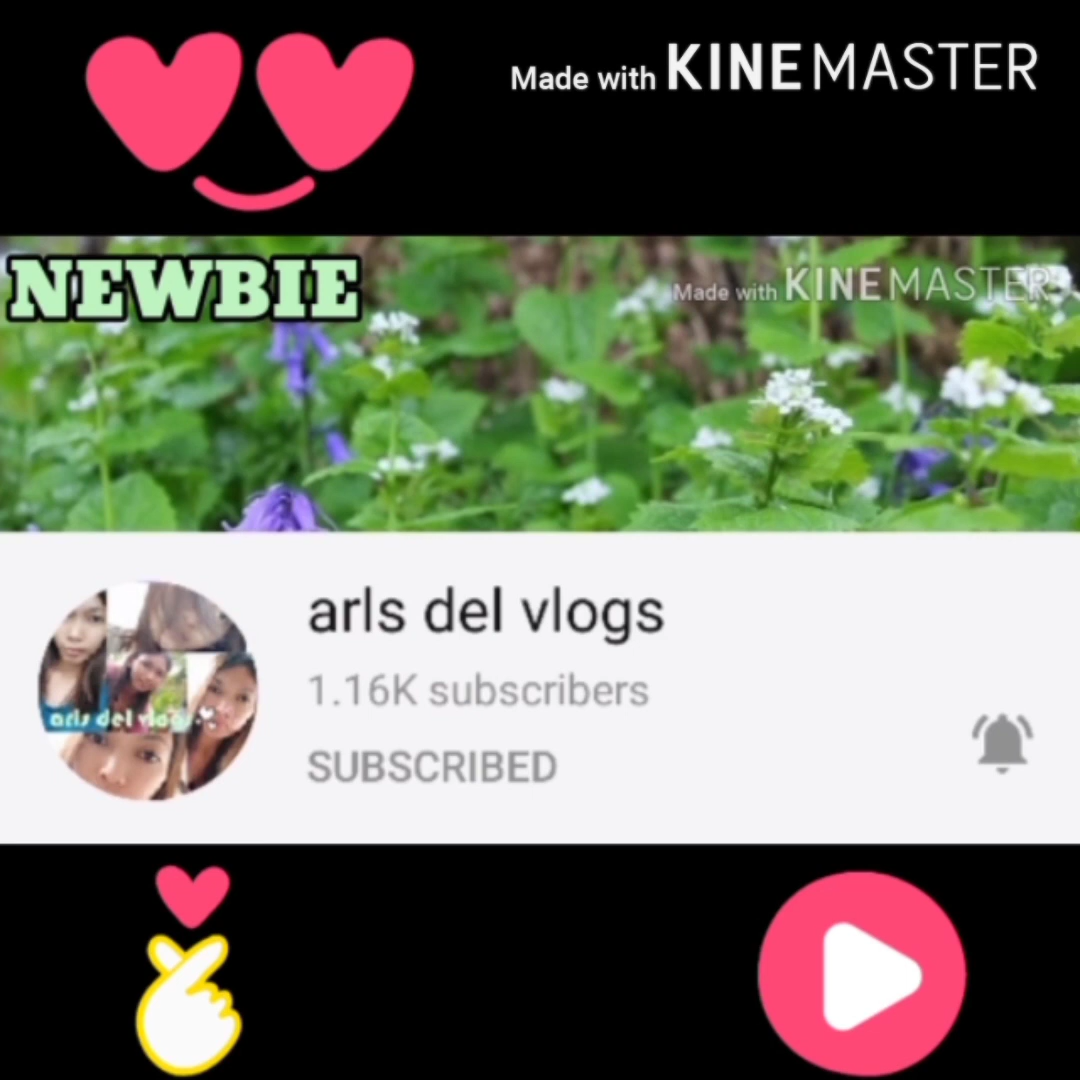 Made with KINEMASTER
NEWBIE
Made with KINEMASTER
arls del vlogs
1.16K subscribers
arls del vlogs
SUBSCRIBED